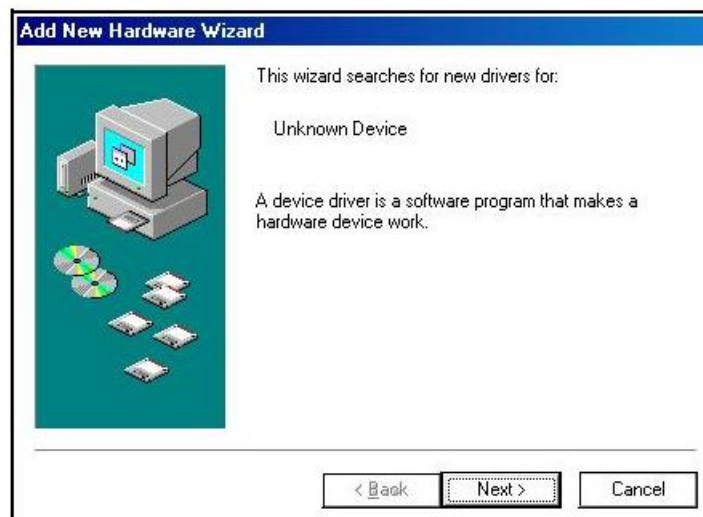 Add New Hardware Wizard
This wizard searches for new drivers for:
Unknown Device
A device driver is a software program that makes a
hardware device work.
< Back
Next >
Cancel